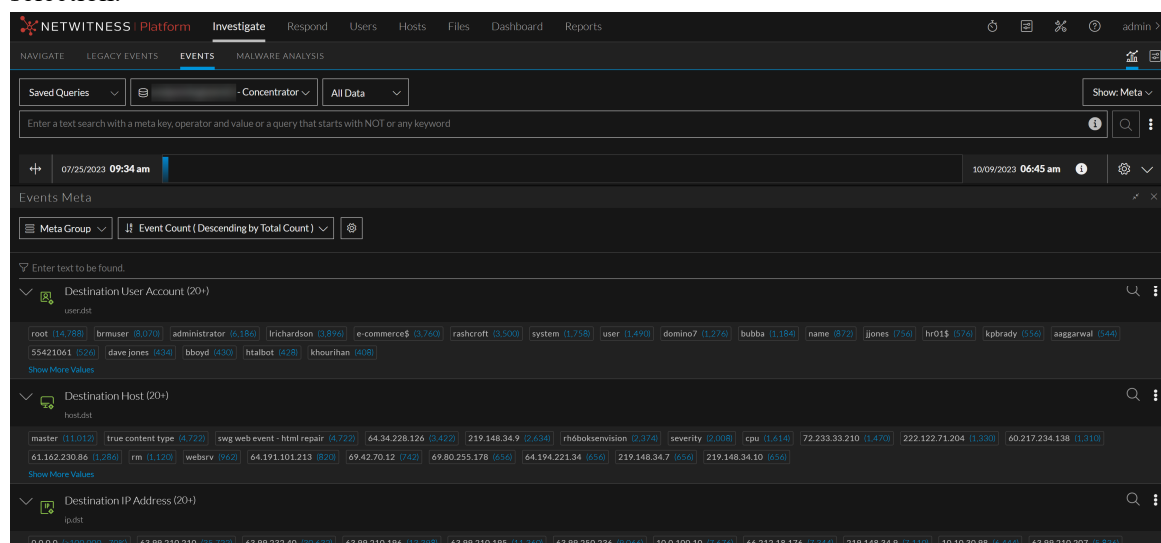 NETWITNESS Platform Investigate Respond Users Hosts Files Dashboard Reports admin >
NAVIGATE LEGACY EVENTS EVENTS MALWARE ANALYSIS
Saved Queries - Concentrator All Data Show: Meta
Enter a text search with a meta key, operator and value or a query that starts with NOT or any keyword
07/25/2023 09:34 am 10/09/2023 06:45 am
Events Meta
Meta Group Event Count ( Descending by Total Count )
Enter text to be found.
Destination User Account (20+)
user.dst
root (14,788) brmuser (8,070) administrator (6,186) lrichardson (3,896) e-commerce$ (3,760) rashcroft (3,500) system (1,758) user (1,490) domino7 (1,276) bubba (1,184) name (872) jjones (756) hr01$ (576) kpbrady (556) aaggarwal (544)
55421061 (526) dave jones (434) bboyd (430) htalbot (428) khourihan (408)
Show More Values
Destination Host (20+)
host.dst
master (11,012) true content type (4,722) swg web event - html repair (4,722) 64.34.228.126 (3,422) 219.148.34.9 (2,634) rh6boksenvision (2,374) severity (2,008) cpu (1,614) 72.233.33.210 (1,470) 222.122.71.204 (1,330) 60.217.234.138 (1,310)
61.162.230.86 (1,286) rm (1,120) websrv (962) 64.191.101.213 (820) 69.42.70.12 (742) 69.80.255.178 (656) 64.194.221.34 (656) 219.148.34.7 (656) 219.148.34.10 (656)
Show More Values
Destination IP Address (20+)
ip.dst